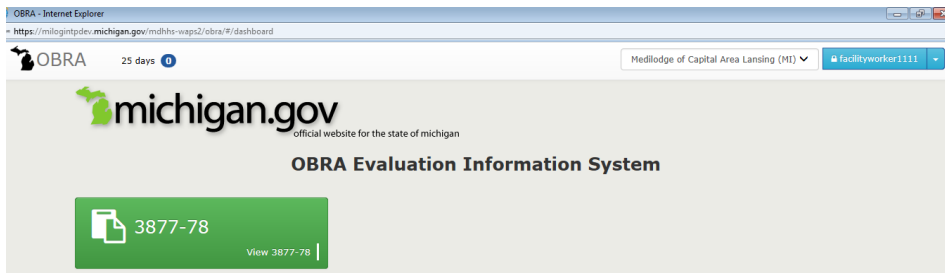 OBRA - Internet Explorer
https://milogintpdev.michigan.gov/mdhhs-waps2/obra/#/dashboard
OBRA 25 days 0 Medilodge of Capital Area Lansing (MI) facilityworker1111
michigan.gov
official website for the state of michigan
OBRA Evaluation Information System
3877-78
View 3877-78